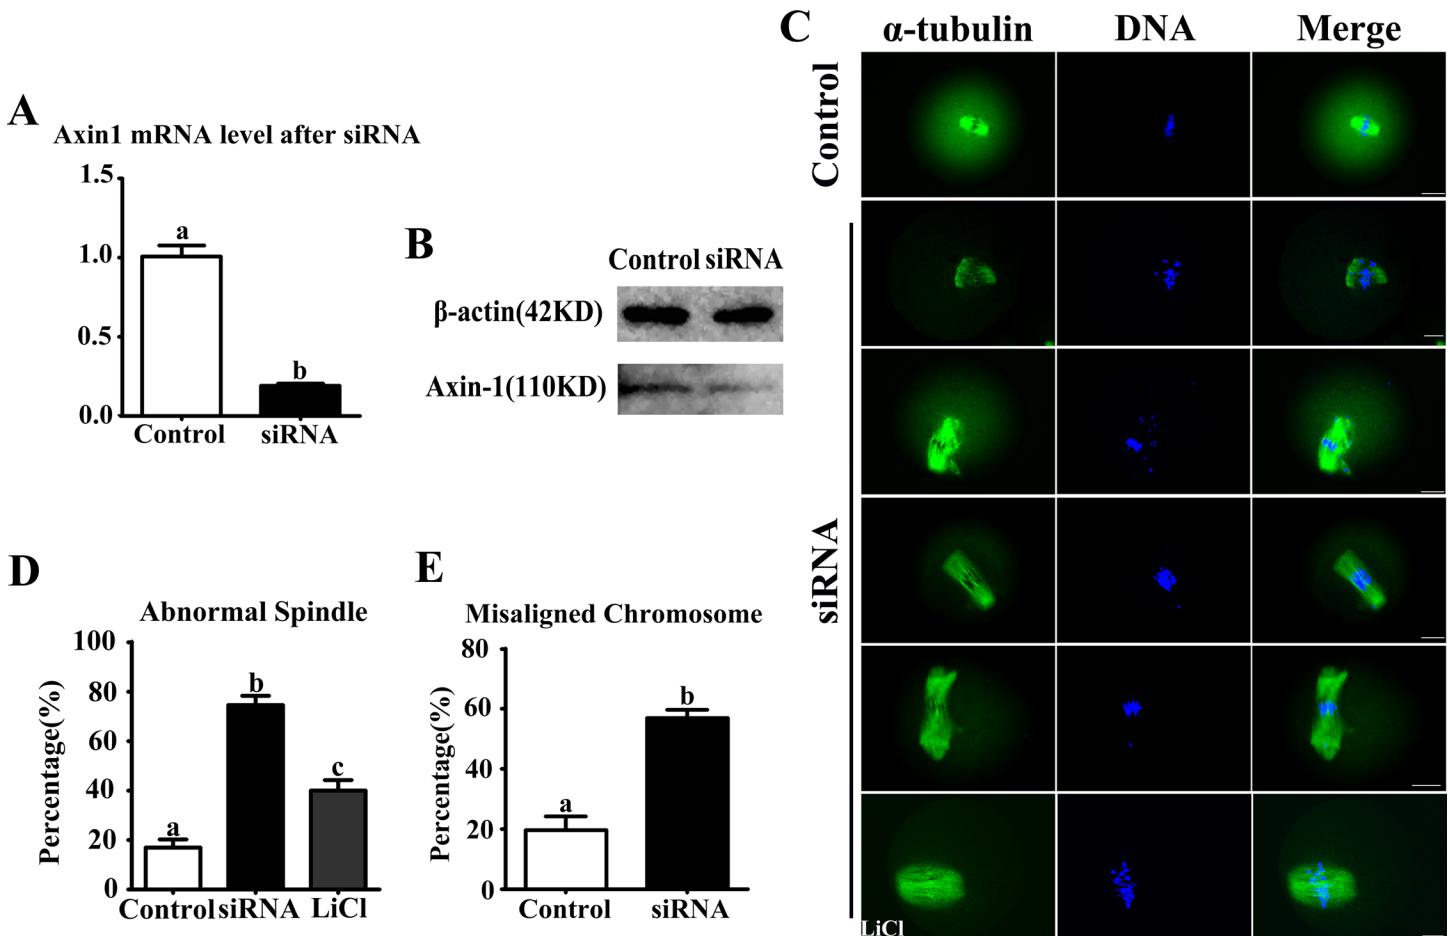 A
Axin1 mRNA level after siRNA
1.5
1.0
0.5
0.0
a
b
Control
siRNA
B
Control siRNA
β-actin(42KD)
Axin-1(110KD)
C
α-tubulin
DNA
Merge
Control
siRNA
LiCl
D
Abnormal Spindle
Percentage(%)
100
80
60
40
20
0
a
b
c
Control siRNA LiCl
E
Misaligned Chromosome
Percentage(%)
80
60
40
20
0
a
b
Control
siRNA